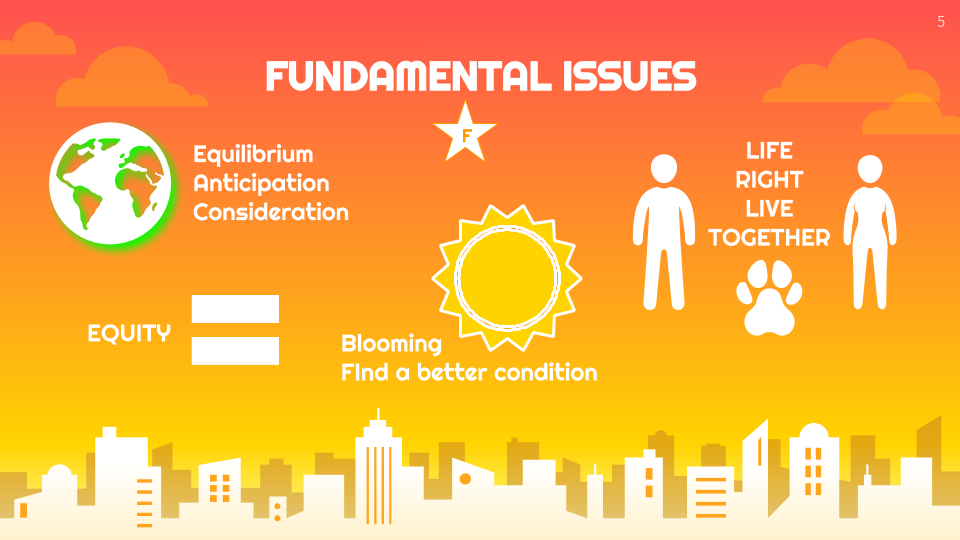 5
FUNDAMENTAL ISSUES
F
Equilibrium
Anticipation
Consideration
LIFE
RIGHT
LIVE
TOGETHER
EQUITY
Blooming
FInd a better condition